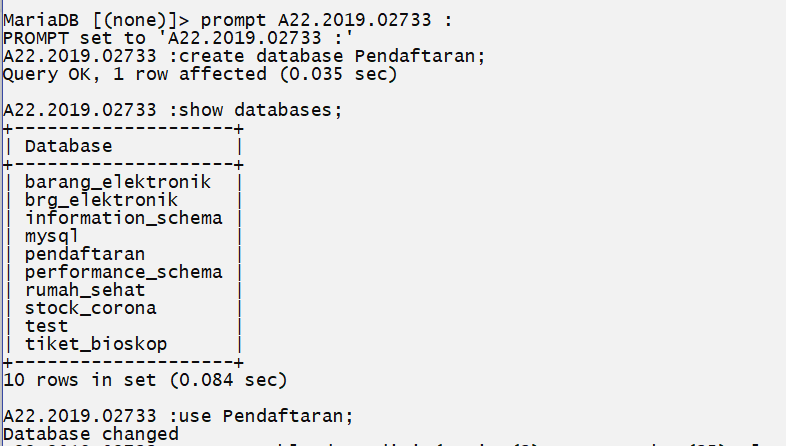 MariaDB [(none)]> prompt A22.2019.02733 :
PROMPT set to 'A22.2019.02733 :'
A22.2019.02733 :create database Pendaftaran;
Query OK, 1 row affected (0.035 sec)

A22.2019.02733 :show databases;
+--------------------+
| Database           |
+--------------------+
| barang_elektronik  |
| brg_elektronik     |
| information_schema |
| mysql              |
| pendaftaran        |
| performance_schema |
| rumah_sehat        |
| stock_corona       |
| test               |
| tiket_bioskop      |
+--------------------+
10 rows in set (0.084 sec)

A22.2019.02733 :use Pendaftaran;
Database changed